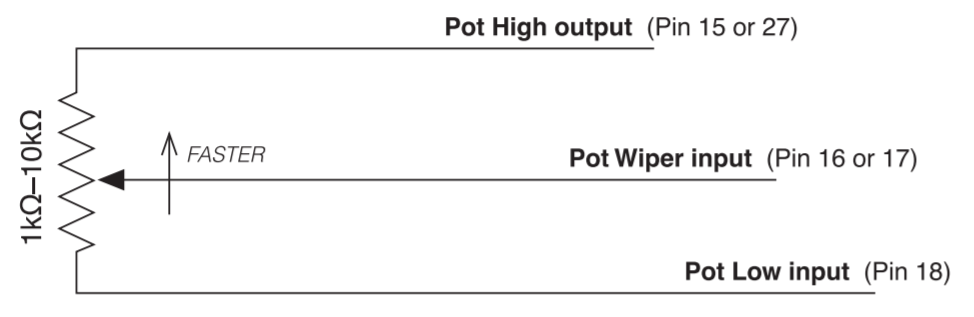 Pot High output (Pin 15 or 27)
1kΩ–10kΩ
FASTER
Pot Wiper input (Pin 16 or 17)
Pot Low input (Pin 18)